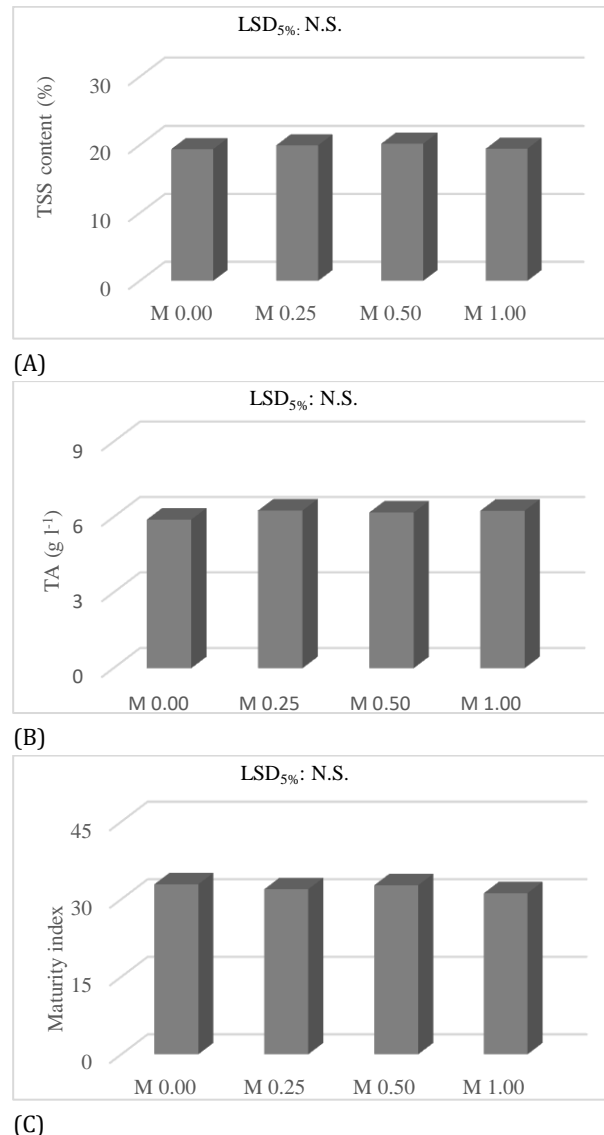 LSD5%: N.S.
TSS content (%)
30
20
10
0
M 0.00 M 0.25 M 0.50 M 1.00
(A)
LSD5%: N.S.
TA (g l-1)
9
6
3
0
M 0.00 M 0.25 M 0.50 M 1.00
(B)
LSD5%: N.S.
Maturity index
45
30
15
0
M 0.00 M 0.25 M 0.50 M 1.00
(C)